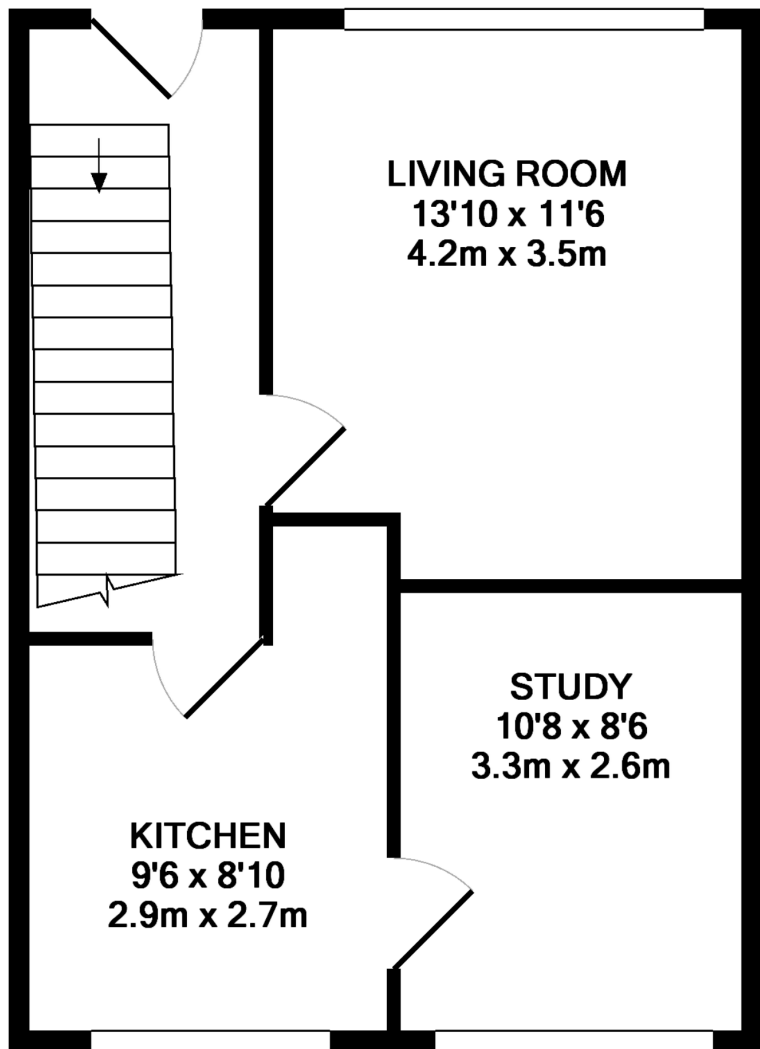 LIVING ROOM
13'10 x 11'6
4.2m x 3.5m
STUDY
10'8 x 8'6
3.3m x 2.6m
KITCHEN
9'6 x 8'10
2.9m x 2.7m